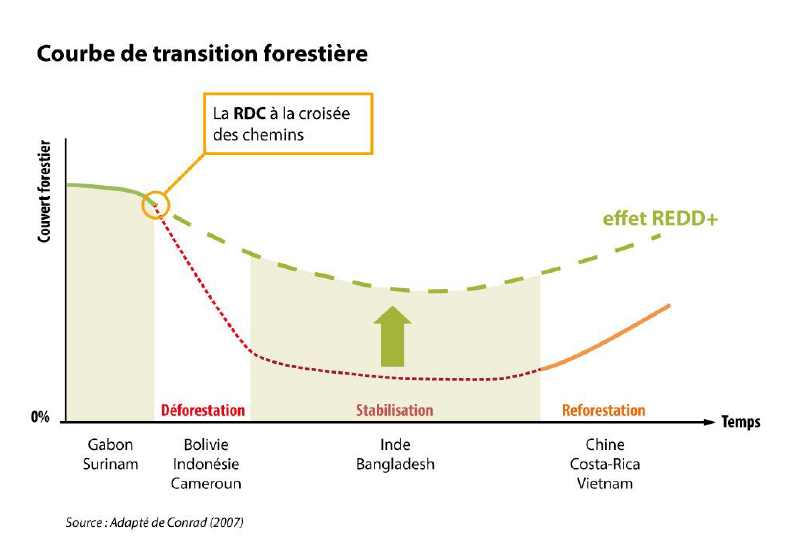 Courbe de transition forestière
La RDC à la croisée
des chemins
Couvert forestier
effet REDD+
0%
Déforestation
Stabilisation
Reforestation
Temps
Gabon
Surinam
Bolivie
Indonésie
Cameroun
Inde
Bangladesh
Chine
Costa-Rica
Vietnam
Source : Adapté de Conrad (2007)